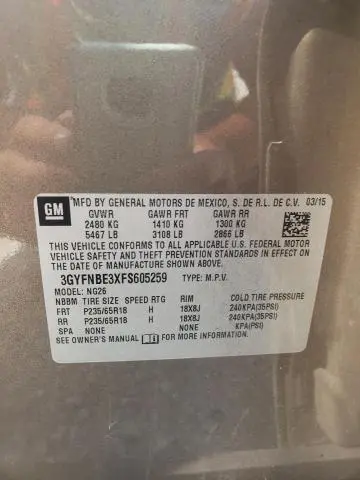 GM
*MFD BY GENERAL MOTORS DE MEXICO, S. DE R.L. DE C.V. 03/15
GVWR GAWR FRT GAWR RR
2480 KG 1410 KG 1300 KG
5467 LB 3108 LB 2866 LB
THIS VEHICLE CONFORMS TO ALL APPLICABLE U.S. FEDERAL MOTOR
VEHICLE SAFETY AND THEFT PREVENTION STANDARDS IN EFFECT ON
THE DATE OF MANUFACTURE SHOWN ABOVE.
3GYFNBE3XFS605259 TYPE: M.P.V.
MODEL: NG26
NBBM TIRE SIZE SPEED RTG RIM COLD TIRE PRESSURE
FRT P235/65R18 H 18X8J 240KPA(35PSI)
RR P235/65R18 H 18X8J 240KPA(35PSI)
SPA NONE NONE KPA(PSI)
SEE OWNER'S MANUAL FOR MORE INFORMATION.